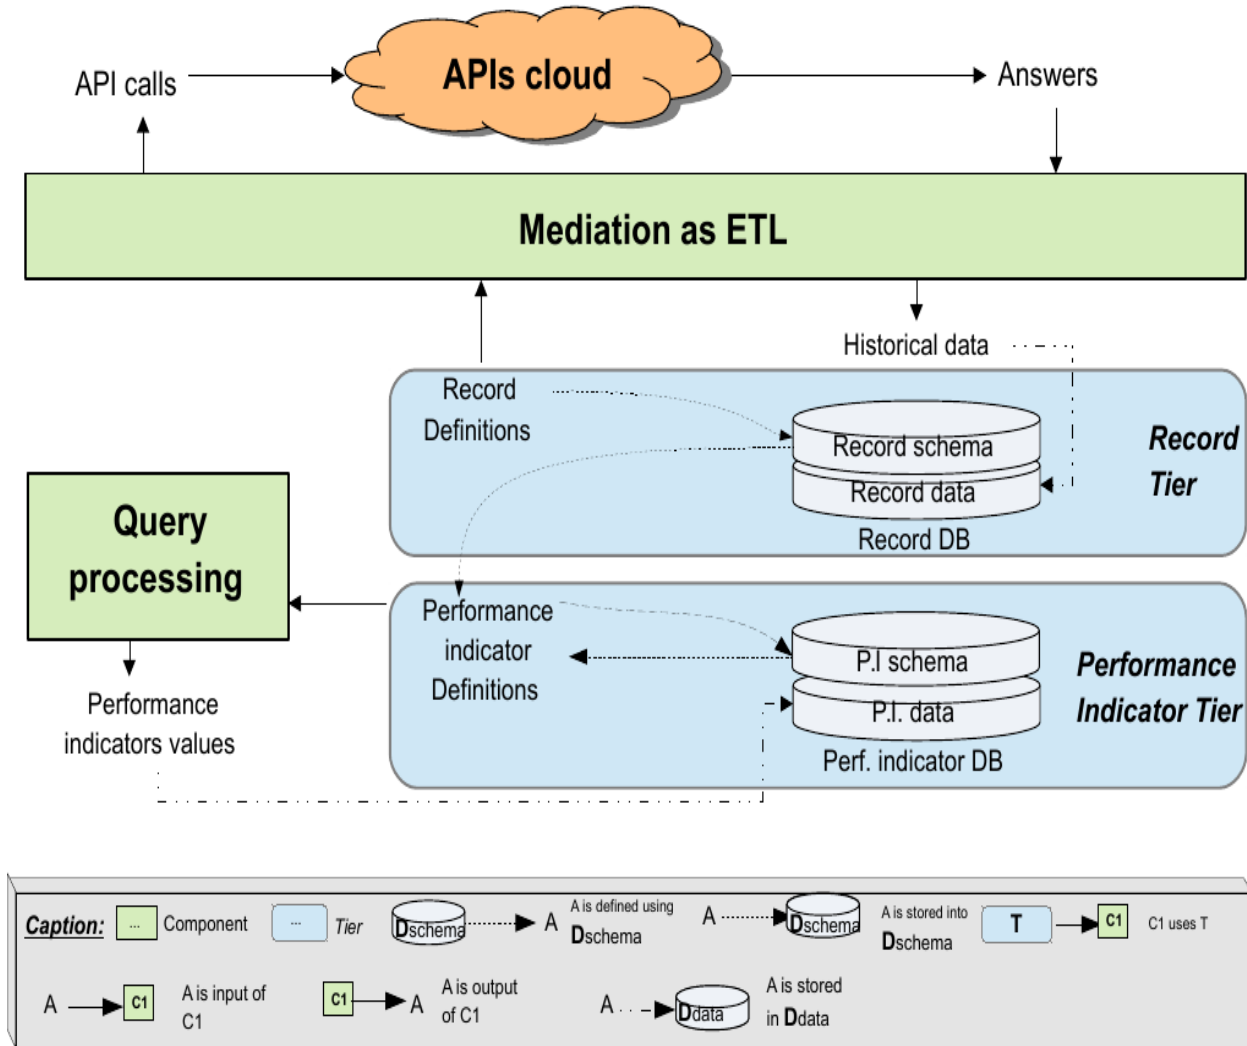 API calls
APIs cloud
Answers
Mediation as ETL
Historical data
Record
Definitions
Record schema
Record data
Record DB
Record
Tier
Query
processing
Performance
indicator
Definitions
P.I schema
P.I. data
Perf. indicator DB
Performance
Indicator Tier
Performance
indicators values
Caption:
...
Component
...
Tier
Dschema
A
A is defined using
Dschema
A
Dschema
A is stored into
Dschema
T
C1
C1 uses T
A
C1
A is input of
C1
C1
A
A is output
of C1
A
Ddata
A is stored
in Ddata